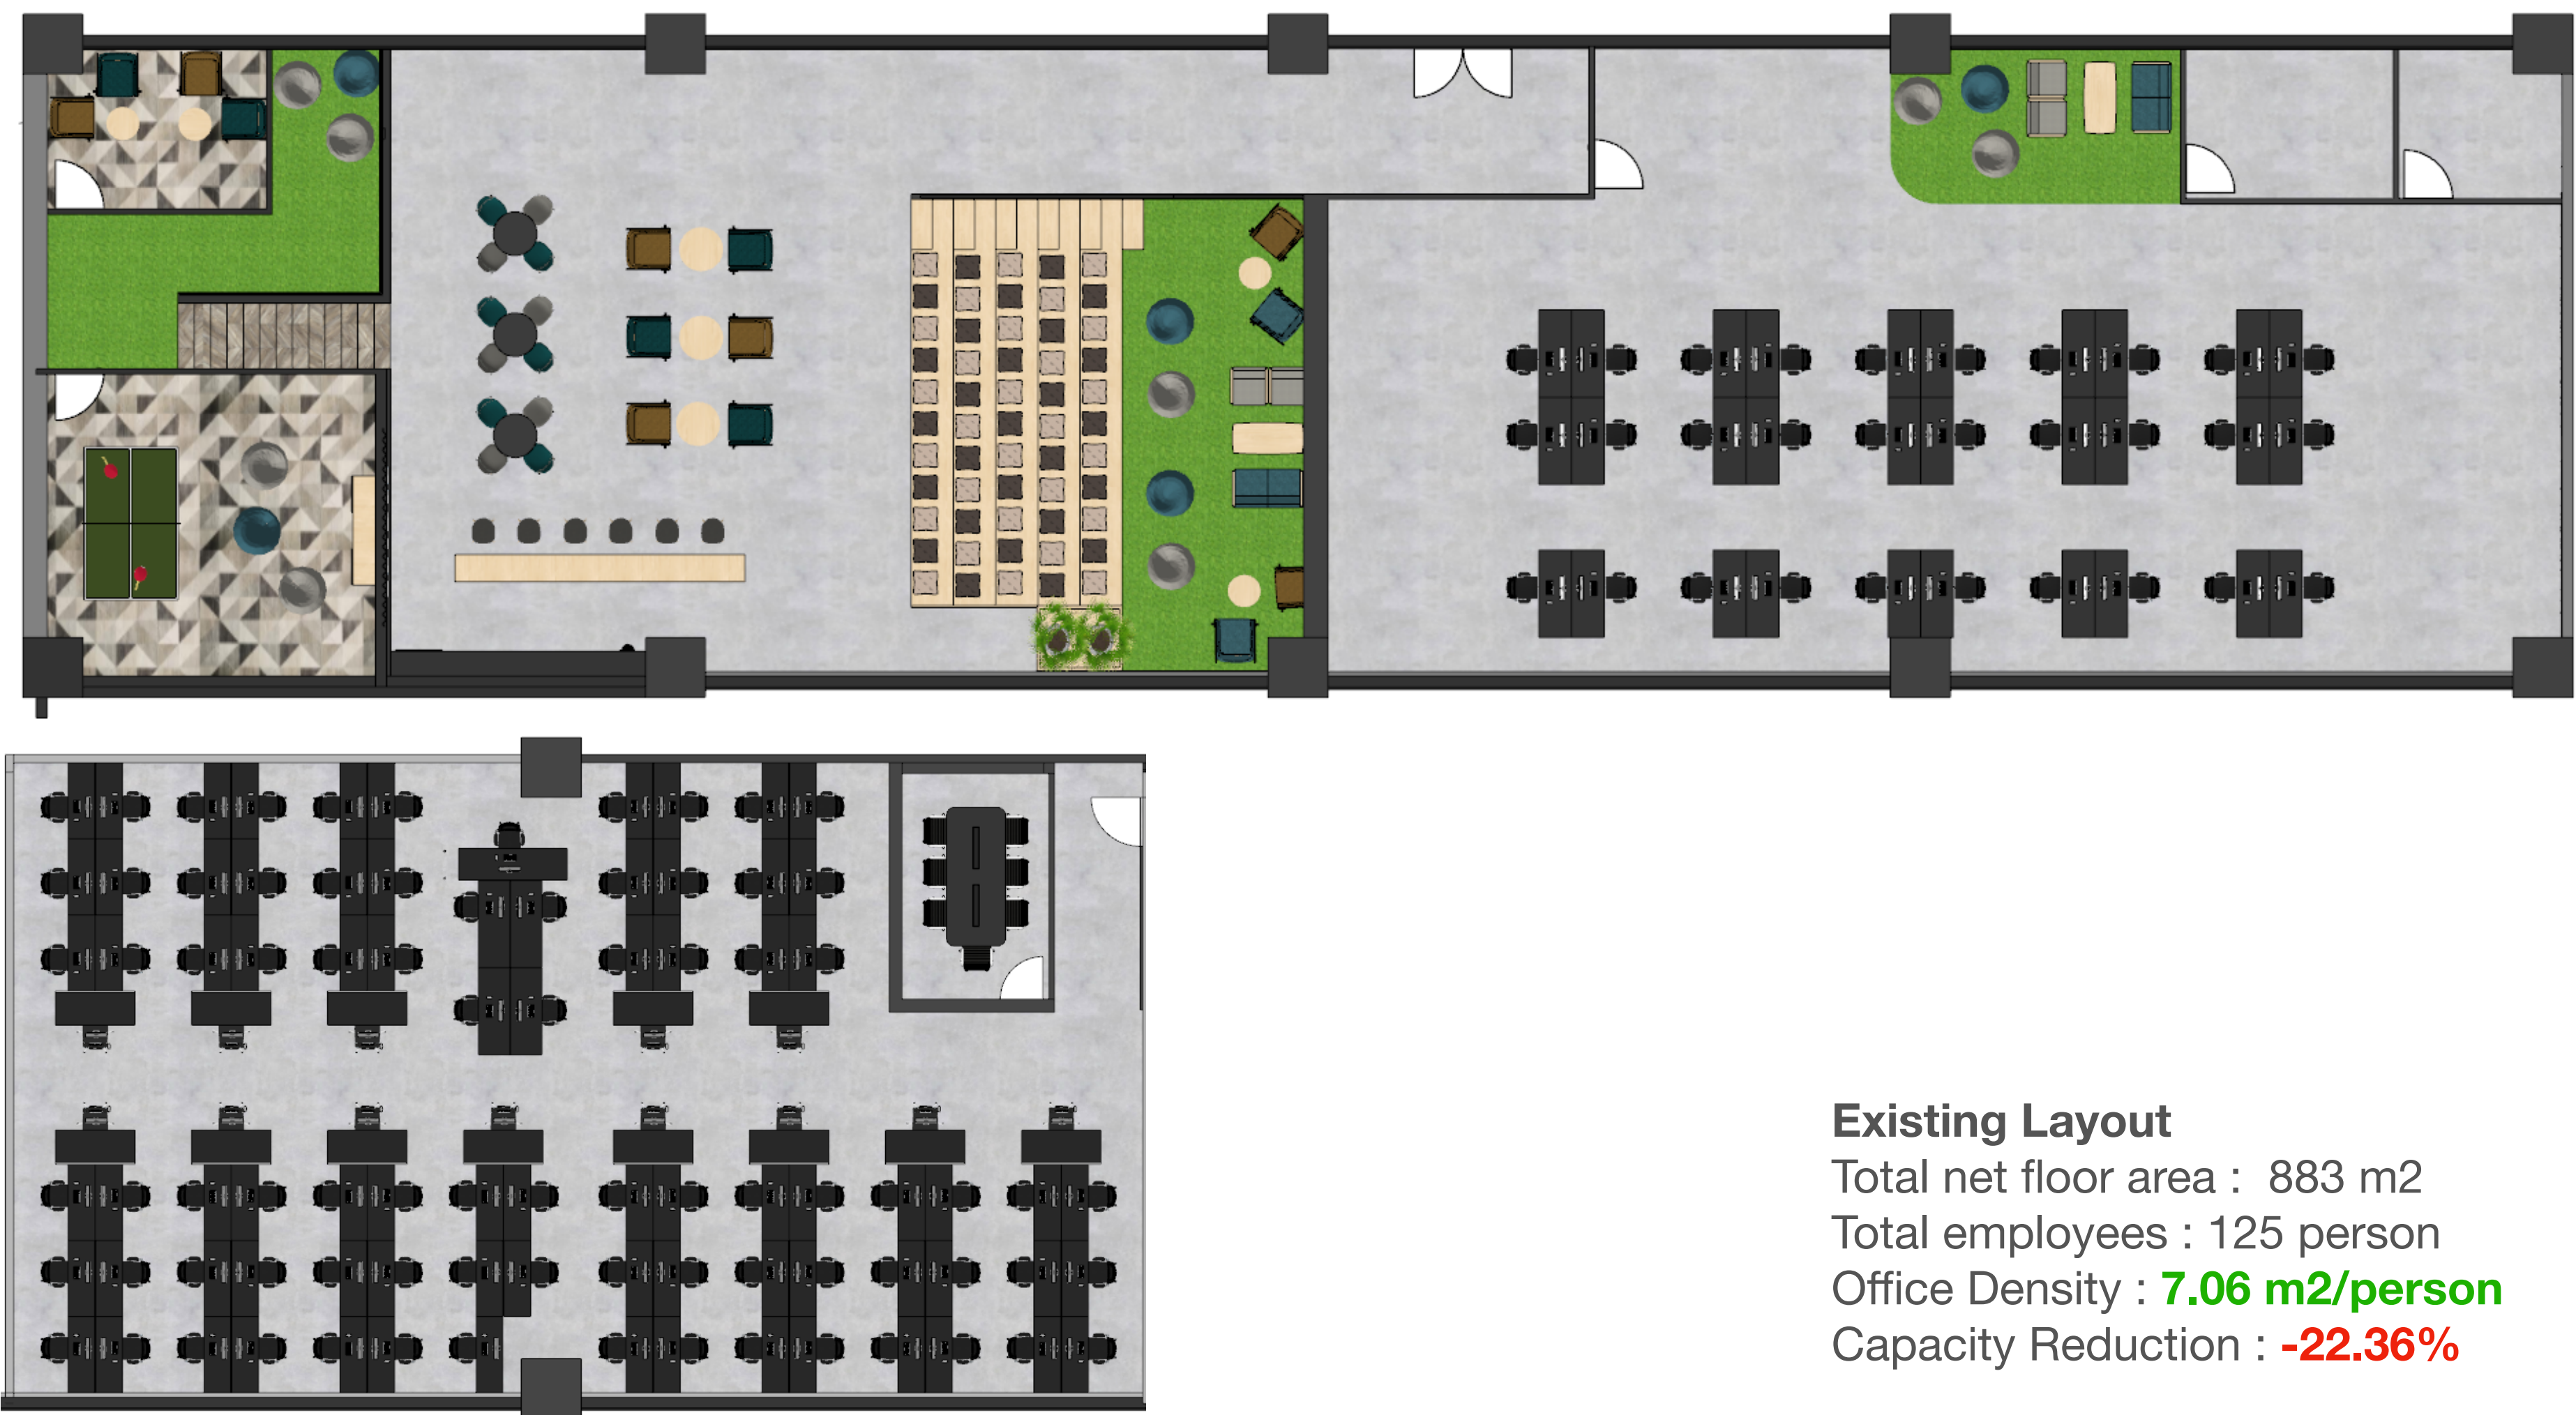 Existing Layout
Total net floor area :  883 m2
Total employees : 125 person
Office Density : 7.06 m2/person
Capacity Reduction : -22.36%